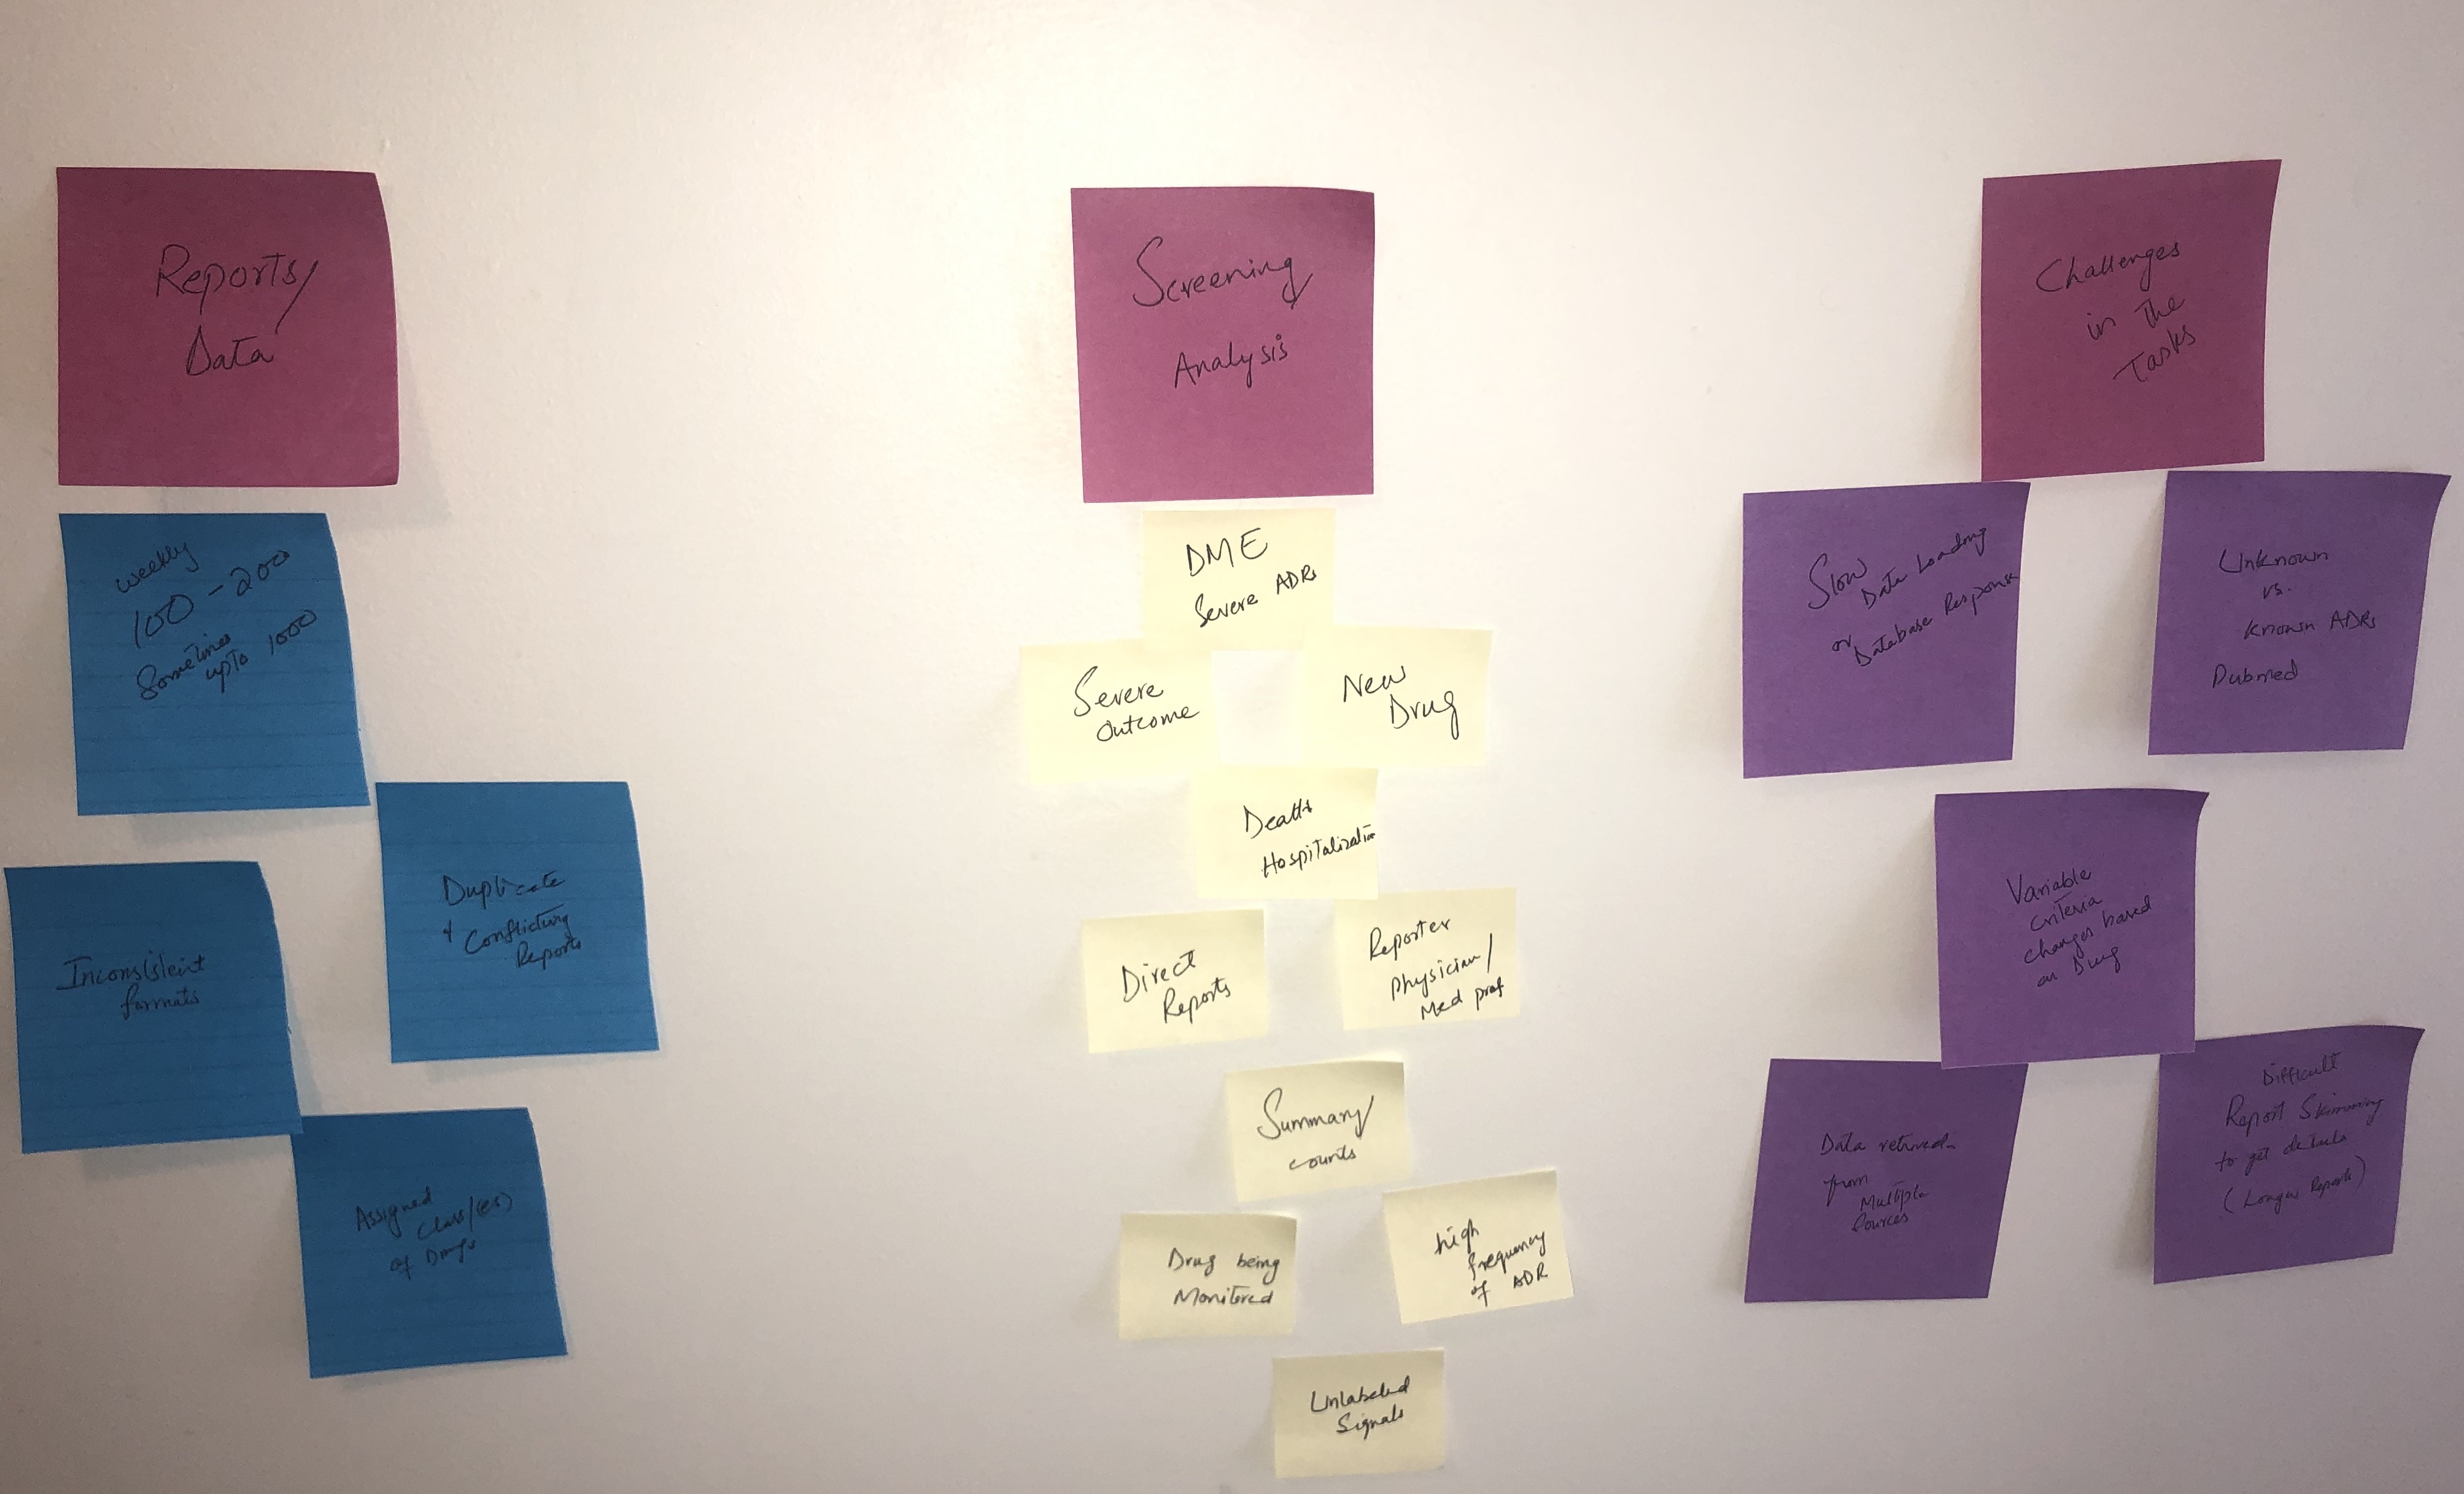 Reports/
Data
weekly
100 - 200
Sometimes
upto 1000
Duplicate
& Conflicting
Reports
Inconsistent
formats
Assigned
Class/(es)
of Drugs
Screening
Analysis
DME
Severe ADRs
Severe
Outcome
New
Drug
Death
Hospitalization
Direct
Reports
Reporter
Physician/
Med prof
Summary/
counts
Drug being
Monitored
high
frequency
of ADR
Unlabeled
Signals
Challenges
in the
Tasks
Slow
Data Loading
or
Database Response
Unknown
vs.
Known ADRs
Pubmed
Variable
criteria
changes based
on Drug
Data retrieved
from
Multiple
Sources
Difficult
Report Skimming
to get details
(Longer Reports)